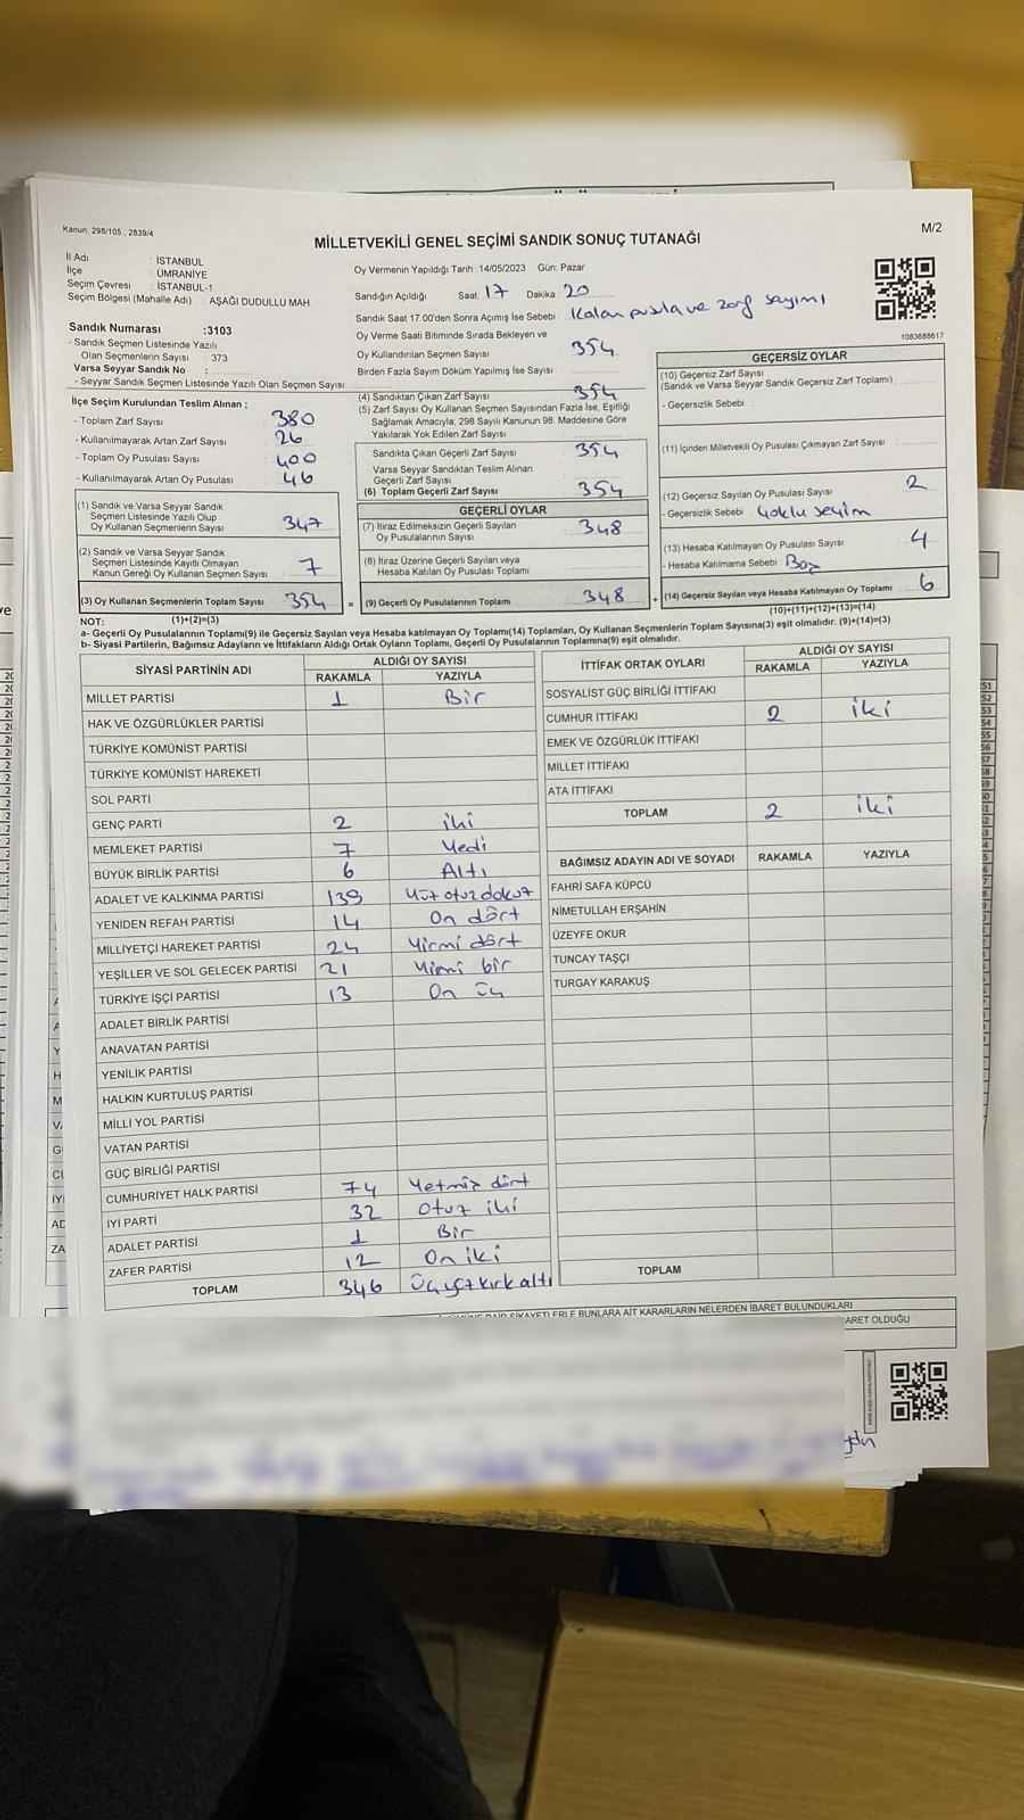 Kanun: 298/105 ; 2839/4
M/2
MİLLETVEKİLİ GENEL SEÇİMİ SANDIK SONUÇ TUTANAĞI
İl Adı : İSTANBUL
İlçe : ÜMRANİYE
Seçim Çevresi : İSTANBUL-1
Seçim Bölgesi (Mahalle Adı) : AŞAĞI DUDULLU MAH
Sandık Numarası :3103
- Sandık Seçmen Listesinde Yazılı
Olan Seçmenlerin Sayısı : 373
Varsa Seyyar Sandık No :
- Seyyar Sandık Seçmen Listesinde Yazılı Olan Seçmen Sayısı
İlçe Seçim Kurulundan Teslim Alınan ;
- Toplam Zarf Sayısı 380
- Kullanılmayarak Artan Zarf Sayısı 26
- Toplam Oy Pusulası Sayısı 400
- Kullanılmayarak Artan Oy Pusulası 46
(1) Sandık ve Varsa Seyyar Sandık
Seçmen Listesinde Yazılı Olup
Oy Kullanan Seçmenlerin Sayısı 347
(2) Sandık ve Varsa Seyyar Sandık
Seçmen Listesinde Kayıtlı Olmayan
Kanun Gereği Oy Kullanan Seçmen Sayısı 7
(3) Oy Kullanan Seçmenlerin Toplam Sayısı 354
(1)+(2)=(3)
Oy Vermenin Yapıldığı Tarih :14/05/2023 Gün: Pazar
Sandığın Açıldığı Saat: 17 Dakika 20
Sandık Saat 17.00'den Sonra Açılmış İse Sebebi: Kalan pusula ve zarf sayımı
Oy Verme Saati Bitiminde Sırada Bekleyen ve
Oy Kullandırılan Seçmen Sayısı 354
Birden Fazla Sayım Döküm Yapılmış İse Sayısı
(4) Sandıktan Çıkan Zarf Sayısı 354
(5) Zarf Sayısı Oy Kullanan Seçmen Sayısından Fazla İse, Eşitliği
Sağlamak Amacıyla; 298 Sayılı Kanunun 98. Maddesine Göre
Yakılarak Yok Edilen Zarf Sayısı
Sandıkta Çıkan Geçerli Zarf Sayısı 354
Varsa Seyyar Sandıktan Teslim Alınan
Geçerli Zarf Sayısı
(6) Toplam Geçerli Zarf Sayısı 354
GEÇERLİ OYLAR
(7) İtiraz Edilmeksizin Geçerli Sayılan
Oy Pusulalarının Sayısı 348
(8) İtiraz Üzerine Geçerli Sayılan veya
Hesaba Katılan Oy Pusulası Toplamı
= (9) Geçerli Oy Pusulalarının Toplamı 348 +
1083688617
GEÇERSİZ OYLAR
(10) Geçersiz Zarf Sayısı
(Sandık ve Varsa Seyyar Sandık Geçersiz Zarf Toplamı)
- Geçersizlik Sebebi
(11) İçinden Milletvekili Oy Pusulası Çıkmayan Zarf Sayısı
(12) Geçersiz Sayılan Oy Pusulası Sayısı 2
- Geçersizlik Sebebi Çoklu seçim
(13) Hesaba Katılmayan Oy Pusulası Sayısı 4
- Hesaba Katılmama Sebebi Boş
(14) Geçersiz Sayılan veya Hesaba Katılmayan Oy Toplamı 6
(10)+(11)+(12)+(13)=(14)
NOT:
a- Geçerli Oy Pusulalarının Toplamı(9) ile Geçersiz Sayılan veya Hesaba katılmayan Oy Toplamı(14) Toplamları, Oy Kullanan Seçmenlerin Toplam Sayısına(3) eşit olmalıdır. (9)+(14)=(3)
b- Siyasi Partilerin, Bağımsız Adayların ve İttifakların Aldığı Ortak Oyların Toplamı, Geçerli Oy Pusulalarının Toplamına(9) eşit olmalıdır.
SİYASİ PARTİNİN ADI ALDIĞI OY SAYISI
RAKAMLA YAZIYLA
MİLLET PARTİSİ 1 Bir
HAK VE ÖZGÜRLÜKLER PARTİSİ
TÜRKİYE KOMÜNİST PARTİSİ
TÜRKİYE KOMÜNİST HAREKETİ
SOL PARTİ
GENÇ PARTİ 2 iki
MEMLEKET PARTİSİ 7 Yedi
BÜYÜK BİRLİK PARTİSİ 6 Altı
ADALET VE KALKINMA PARTİSİ 139 Yüz otuz dokuz
YENİDEN REFAH PARTİSİ 14 On dört
MİLLİYETÇİ HAREKET PARTİSİ 24 Yirmi dört
YEŞİLLER VE SOL GELECEK PARTİSİ 21 Yirmi bir
TÜRKİYE İŞÇİ PARTİSİ 13 On üç
ADALET BİRLİK PARTİSİ
ANAVATAN PARTİSİ
YENİLİK PARTİSİ
HALKIN KURTULUŞ PARTİSİ
MİLLİ YOL PARTİSİ
VATAN PARTİSİ
GÜÇ BİRLİĞİ PARTİSİ
CUMHURİYET HALK PARTİSİ 74 Yetmiş dört
İYİ PARTİ 32 Otuz iki
ADALET PARTİSİ 1 Bir
ZAFER PARTİSİ 12 On iki
TOPLAM 346 Üçyüz kırk altı
İTTİFAK ORTAK OYLARI ALDIĞI OY SAYISI
RAKAMLA YAZIYLA
SOSYALİST GÜÇ BİRLİĞİ İTTİFAKI
CUMHUR İTTİFAKI 2 iki
EMEK VE ÖZGÜRLÜK İTTİFAKI
MİLLET İTTİFAKI
ATA İTTİFAKI
TOPLAM 2 iki
BAĞIMSIZ ADAYIN ADI VE SOYADI RAKAMLA YAZIYLA
FAHRİ SAFA KÜPCÜ
NİMETULLAH ERŞAHİN
ÜZEYFE OKUR
TUNCAY TAŞÇI
TURGAY KARAKUŞ
TOPLAM
ŞİKAYETLERLE BUNLARA AİT KARARLARIN NELERDEN İBARET BULUNDUKLARI
ARET OLDUĞU